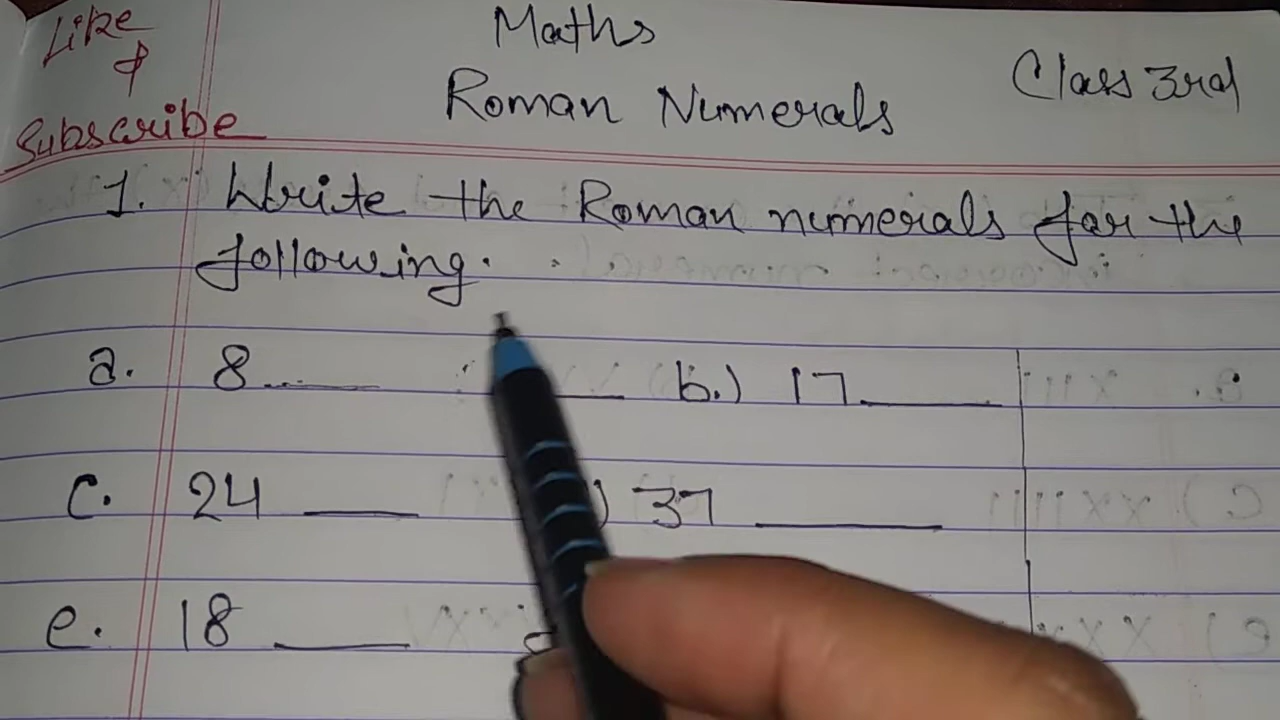 Like
&
Subscribe
Maths
Roman Numerals
Class 3rd
1. Write the Roman numerals for the
following.
a. 8
b.) 17
c. 24
) 37
e. 18